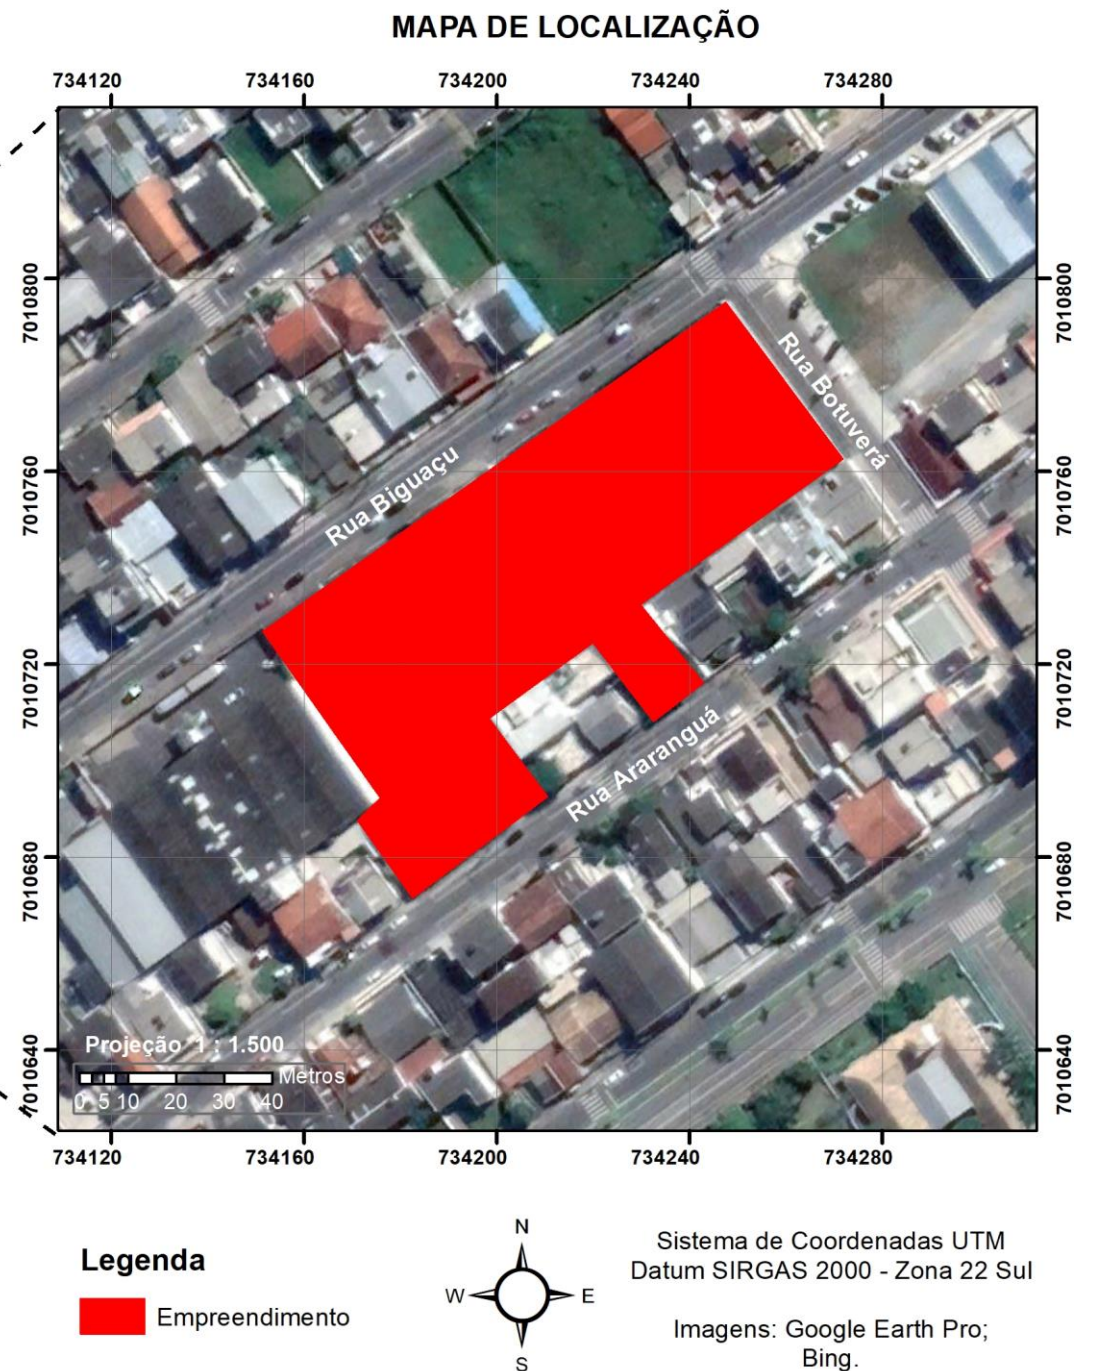 MAPA DE LOCALIZAÇÃO
734120 734160 734200 734240 734280
7010800 7010800
Rua Botuverá
7010760 7010760
Rua Biguaçu
7010720 7010720
Rua Araranguá
7010680 7010680
7010640 7010640
Projeção 1 : 1.500
Metros
0 5 10 20 30 40
734120 734160 734200 734240 734280
Legenda
Empreendimento
N
W E
S
Sistema de Coordenadas UTM
Datum SIRGAS 2000 - Zona 22 Sul
Imagens: Google Earth Pro;
Bing.